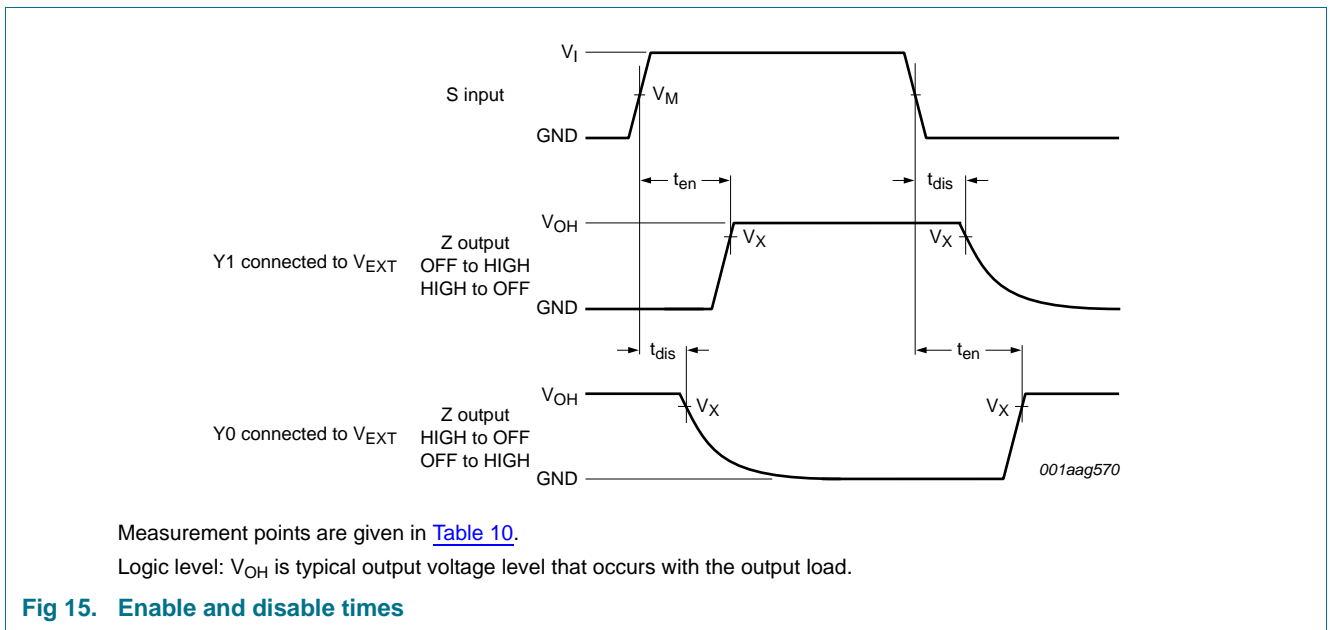 V_I
S input
V_M
GND
t_en
t_dis
V_OH
Z output
V_X
V_X
Y1 connected to V_EXT
OFF to HIGH
HIGH to OFF
GND
t_dis
t_en
V_OH
Z output
V_X
V_X
Y0 connected to V_EXT
HIGH to OFF
OFF to HIGH
GND
001aag570
Measurement points are given in Table 10.
Logic level: V_OH is typical output voltage level that occurs with the output load.
Fig 15. Enable and disable times